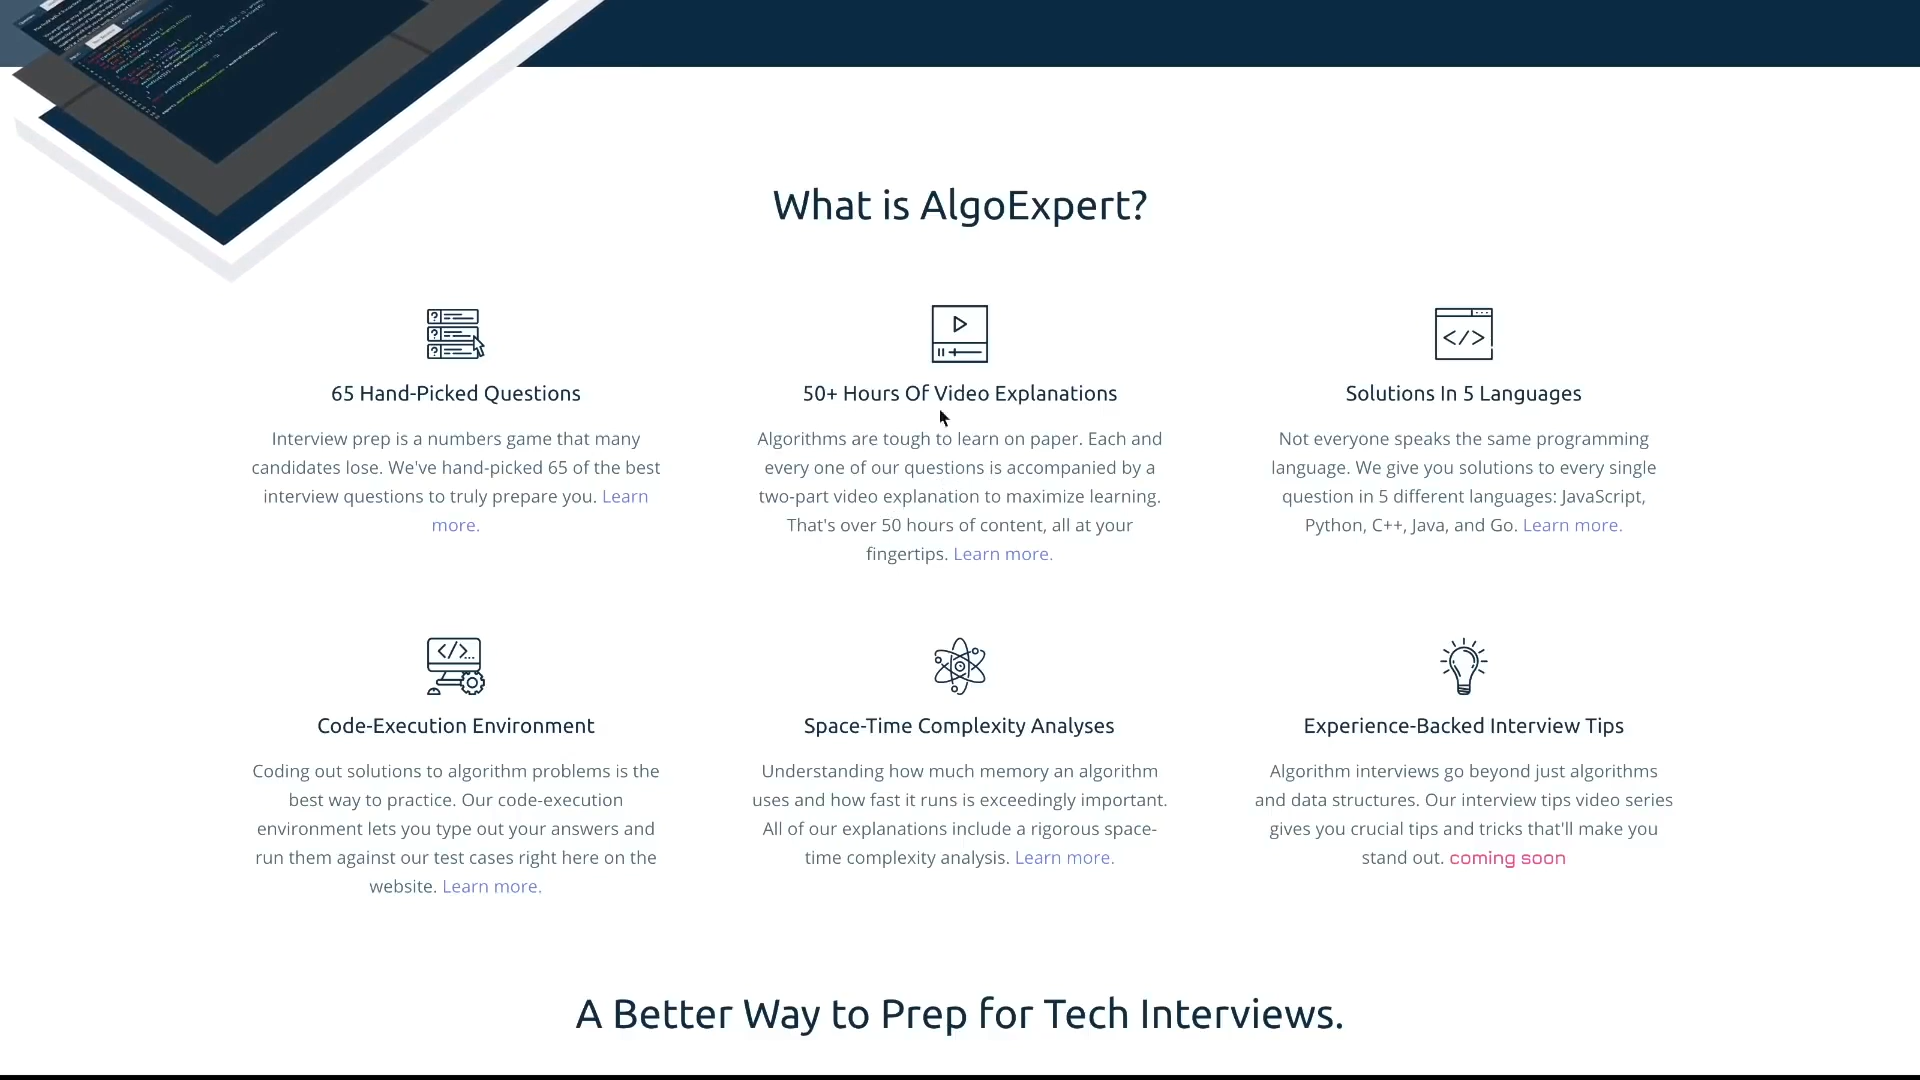 What is AlgoExpert?
65 Hand-Picked Questions
Interview prep is a numbers game that many
candidates lose. We've hand-picked 65 of the best
interview questions to truly prepare you. Learn
more.
50+ Hours Of Video Explanations
Algorithms are tough to learn on paper. Each and
every one of our questions is accompanied by a
two-part video explanation to maximize learning.
That's over 50 hours of content, all at your
fingertips. Learn more.
Solutions In 5 Languages
Not everyone speaks the same programming
language. We give you solutions to every single
question in 5 different languages: JavaScript,
Python, C++, Java, and Go. Learn more.
Code-Execution Environment
Coding out solutions to algorithm problems is the
best way to practice. Our code-execution
environment lets you type out your answers and
run them against our test cases right here on the
website. Learn more.
Space-Time Complexity Analyses
Understanding how much memory an algorithm
uses and how fast it runs is exceedingly important.
All of our explanations include a rigorous space-
time complexity analysis. Learn more.
Experience-Backed Interview Tips
Algorithm interviews go beyond just algorithms
and data structures. Our interview tips video series
gives you crucial tips and tricks that'll make you
stand out. coming soon
A Better Way to Prep for Tech Interviews.